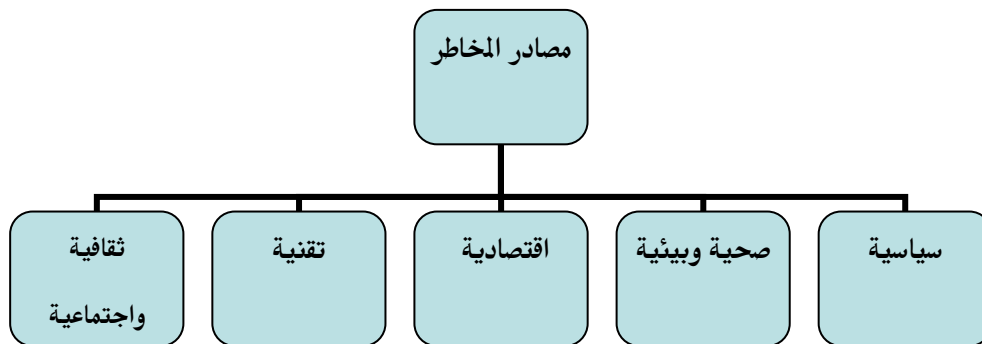 مصادر المخاطر
سياسية
صحية وبيئية
اقتصادية
تقنية
ثقافية
واجتماعية